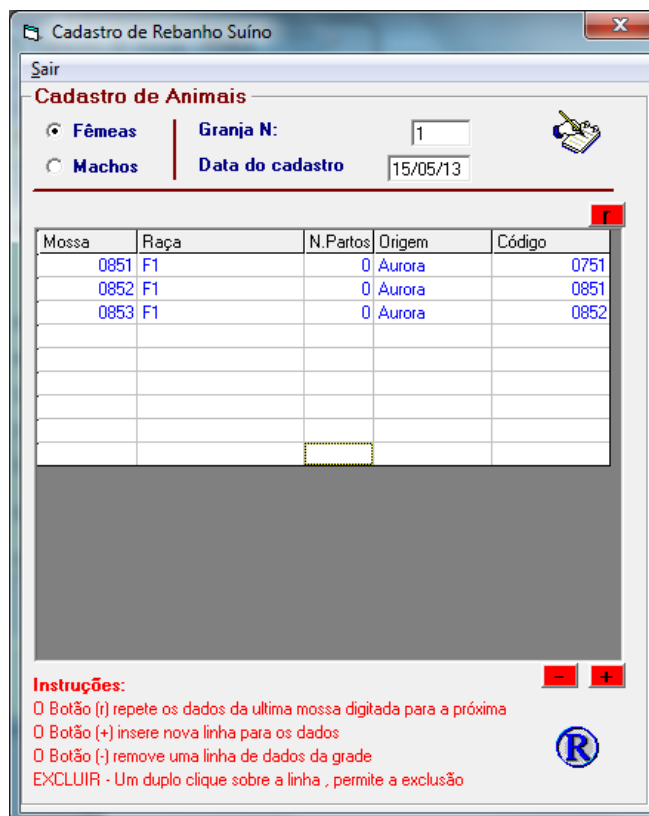 Cadastro de Rebanho Suíno
x
Sair
Cadastro de Animais
Fêmeas Granja N: 1
Machos Data do cadastro 15/05/13
r
Mossa Raça N.Partos Origem Código
0851 F1 0 Aurora 0751
0852 F1 0 Aurora 0851
0853 F1 0 Aurora 0852
- +
Instruções:
O Botão (r) repete os dados da ultima mossa digitada para a próxima
O Botão (+) insere nova linha para os dados
O Botão (-) remove uma linha de dados da grade
EXCLUIR - Um duplo clique sobre a linha , permite a exclusão
®